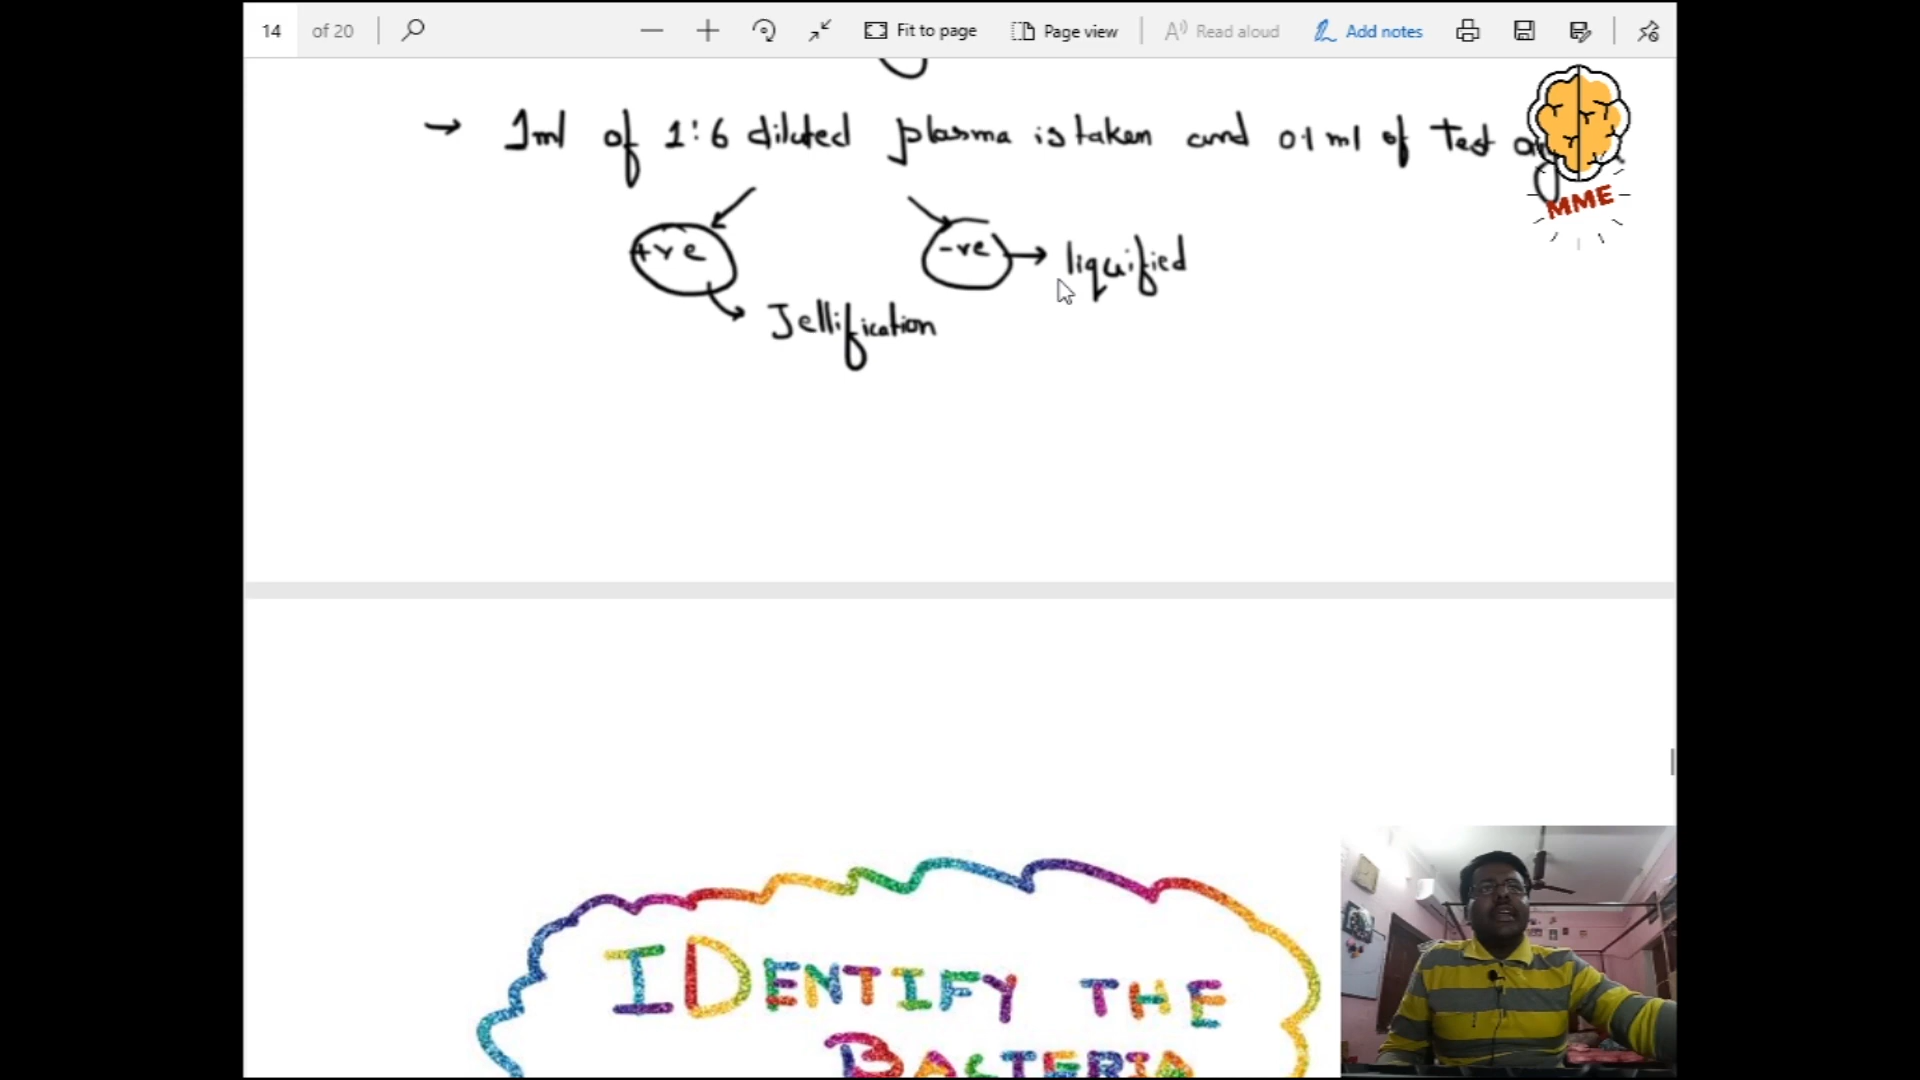 14 of 20 Fit to page Page view Read aloud Add notes
→ 1ml of 1:6 diluted plasma is taken and 0.1 ml of Test
MME
+ve
-ve → liquified
Jellification
IDENTIFY THE
BACTERIA